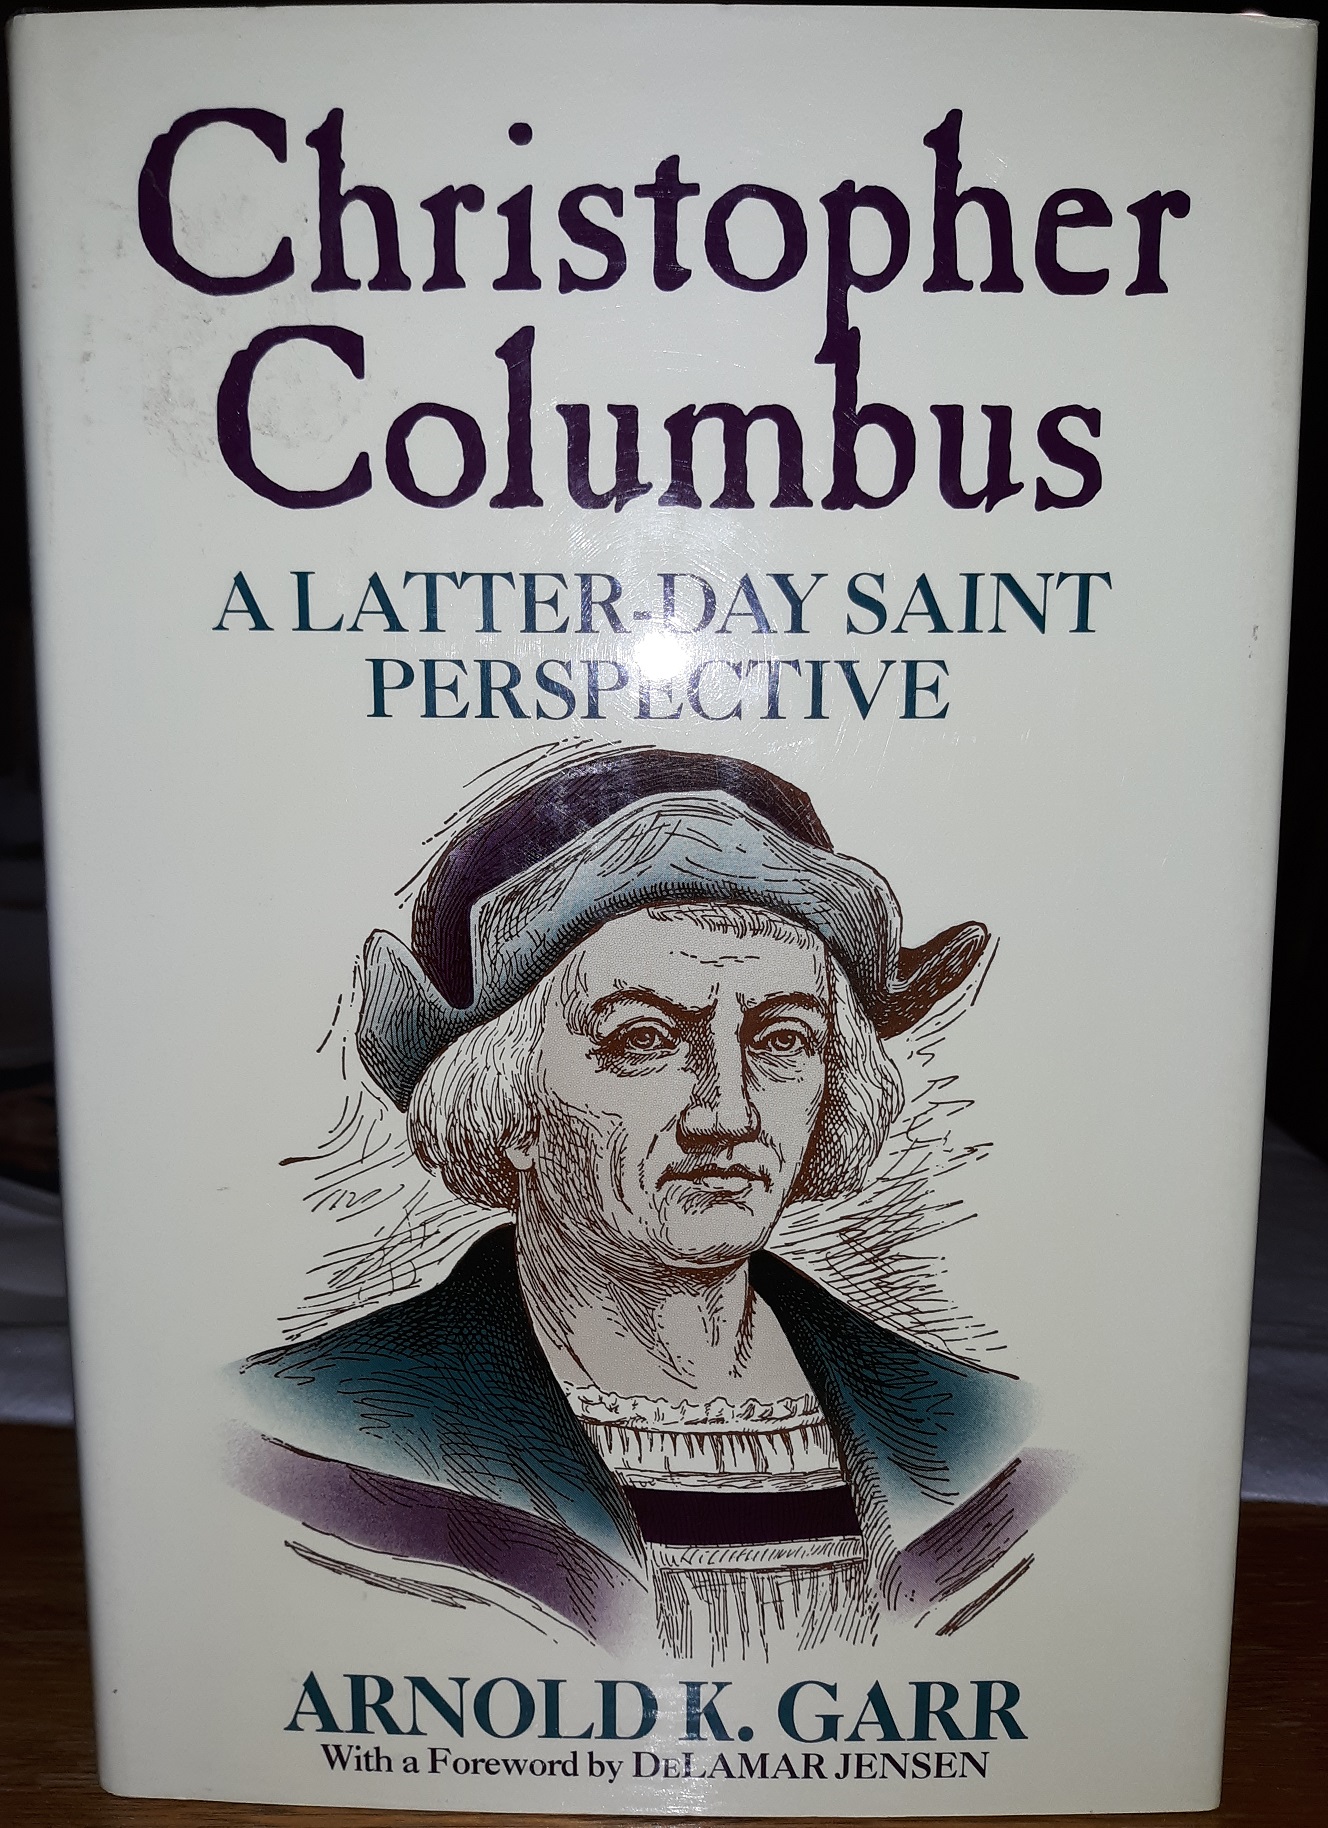 Christopher
Columbus
A LATTER-DAY SAINT
PERSPECTIVE
ARNOLD K. GARR
With a Foreword by DELAMAR JENSEN